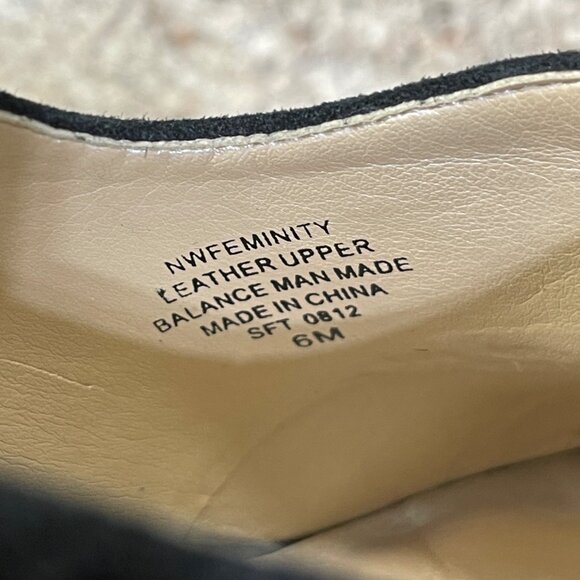 NWFEMINITY
LEATHER UPPER
BALANCE MAN MADE
MADE IN CHINA
SFT 0812
6M